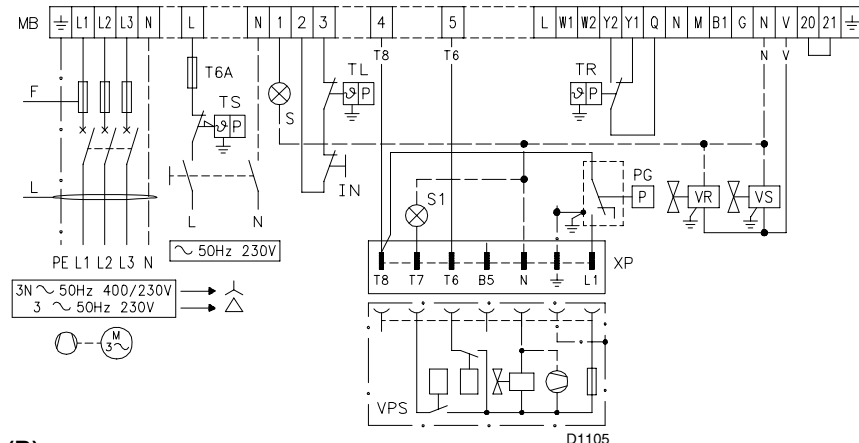 MB ⏚ L1 L2 L3 N L N 1 2 3 4 5 L W1 W2 Y2 Y1 Q N M B1 G N V 20 21 ⏚
T8 T6 N V
F T6A TL TR
ϑ P ϑ P
TS S
ϑ P
IN PG
P
S1 VR VS
L
L N
PE L1 L2 L3 N
~ 50Hz 230V
XP
T8 T7 T6 B5 N ⏚ L1
3N ~ 50Hz 400/230V
3 ~ 50Hz 230V
M
3~
VPS
D1105
(B)